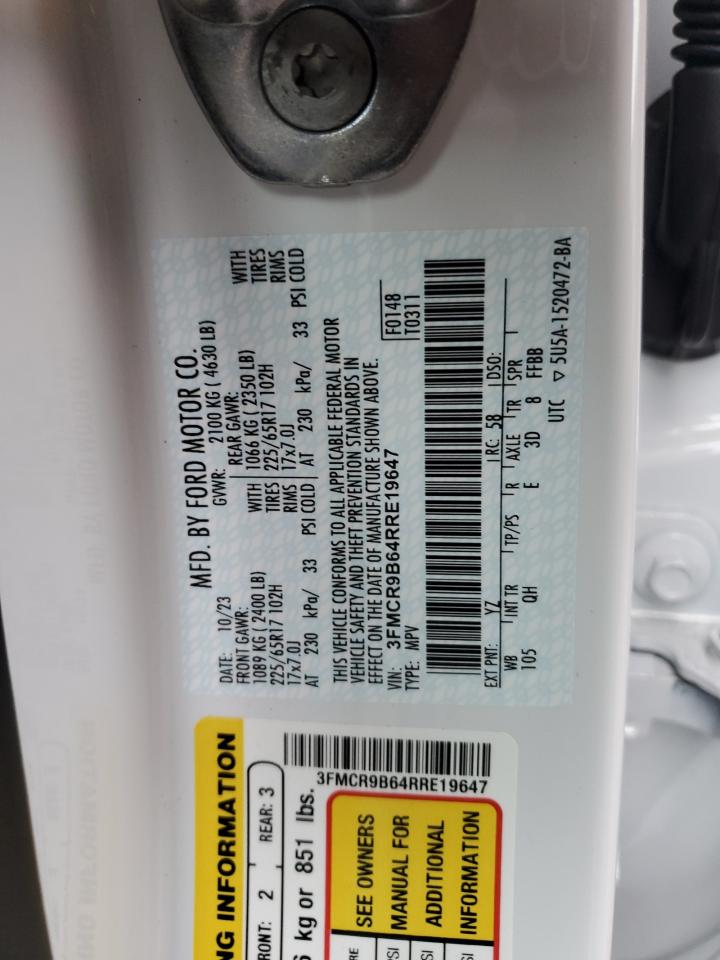 MFD. BY FORD MOTOR CO.
DATE: 10/23 GVWR: 2100 KG ( 4630 LB)
FRONT GAWR: REAR GAWR: WITH
1089 KG ( 2400 LB) WITH 1066 KG ( 2350 LB) TIRES
225/65R17 102H TIRES 225/65R17 102H RIMS
17x7.0J RIMS 17x7.0J
AT 230 kPa/ 33 PSI COLD AT 230 kPa/ 33 PSI COLD
THIS VEHICLE CONFORMS TO ALL APPLICABLE FEDERAL MOTOR
VEHICLE SAFETY AND THEFT PREVENTION STANDARDS IN
EFFECT ON THE DATE OF MANUFACTURE SHOWN ABOVE.
VIN: 3FMCR9B64RRE19647 F0148
TYPE: MPV T0311
EXT PNT: YZ RC: 58 DSO:
WB INT TR TP/PS R AXLE TR SPR
105 QH E 3D 8 FFBB
UTC ▽ 5U5A-1520472-BA
NG INFORMATION
FRONT: 2 REAR: 3
6 kg or 851 lbs.
3FMCR9B64RRE19647
SEE OWNERS
MANUAL FOR
ADDITIONAL
INFORMATION